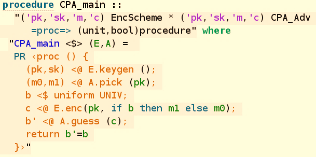 procedure CPA_main ::
"('pk,'sk,'m,'c) EncScheme * ('pk,'sk,'m,'c) CPA_Adv
=proc=> (unit,bool)procedure" where
"CPA_main <$> (E,A) =
PR ‹proc () {
(pk,sk) <@ E.keygen ();
(m0,m1) <@ A.pick (pk);
b <$ uniform UNIV;
c <@ E.enc(pk, if b then m1 else m0);
b' <@ A.guess (c);
return b'=b
}›"